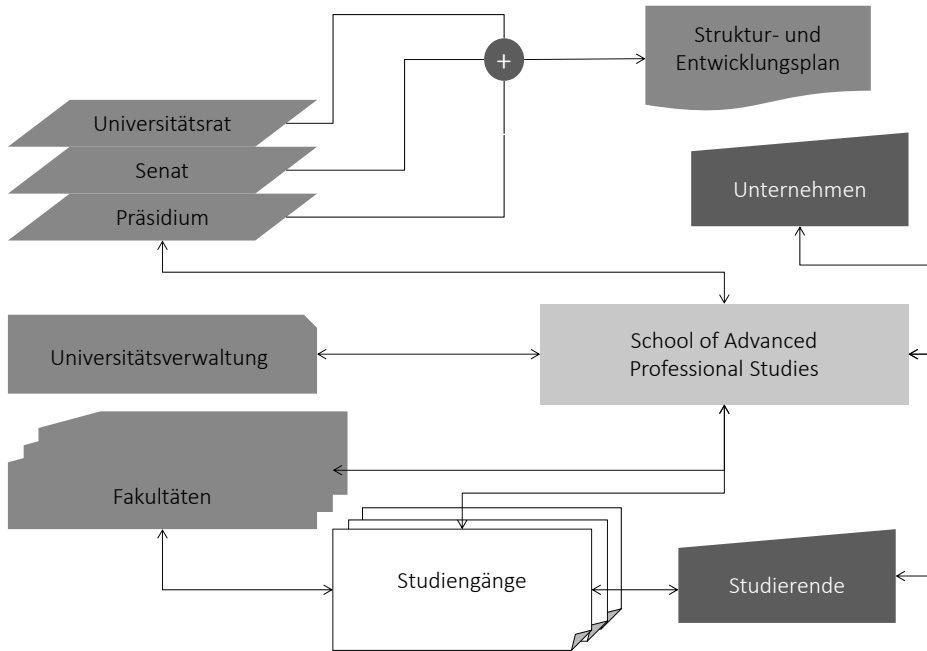 Struktur- und
Entwicklungsplan
+
Universitätsrat
Senat
Präsidium
Unternehmen
Universitätsverwaltung
School of Advanced
Professional Studies
Fakultäten
Studiengänge
Studierende